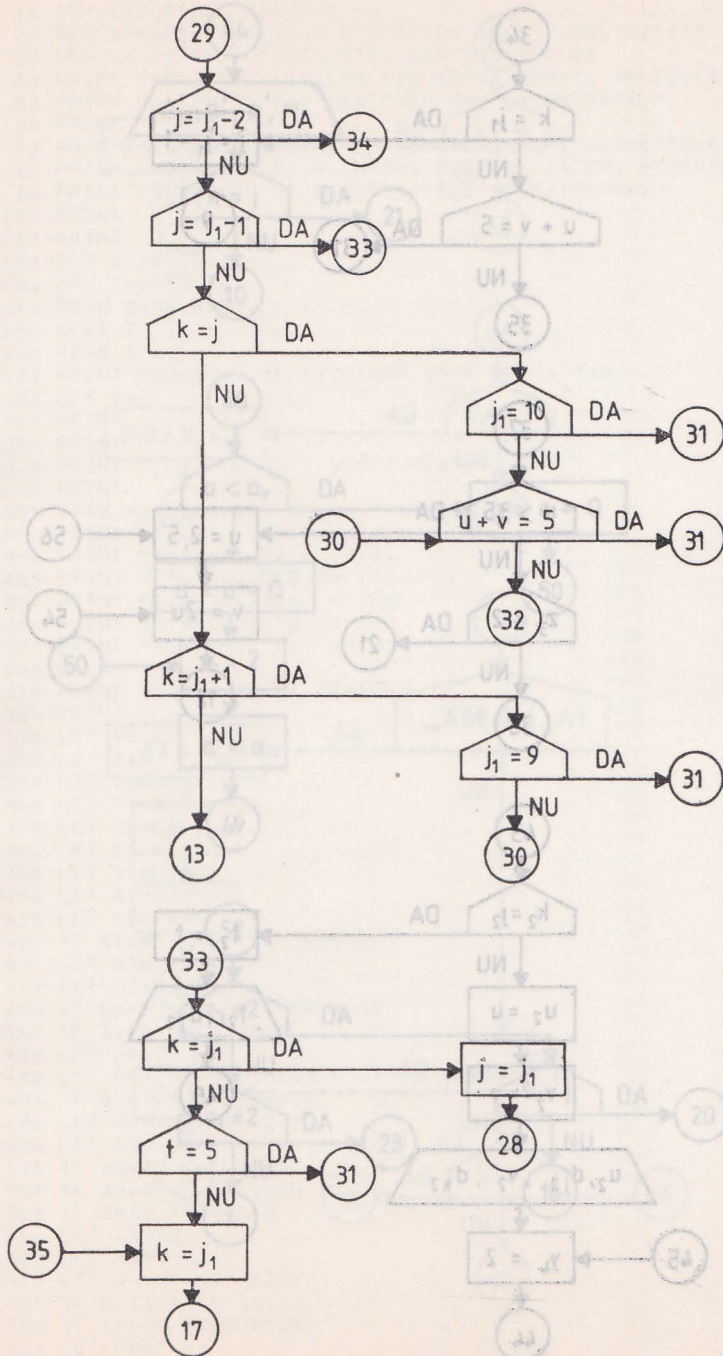 29
j = j₁-2 DA
34
NU
j = j₁-1 DA
33
NU
k = j DA
NU
j₁ = 10 DA
31
NU
30
u + v = 5 DA
31
NU
32
k = j₁+1 DA
NU
j₁ = 9 DA
31
NU
13
30
33
k = j₁ DA
j = j₁
NU
28
t = 5 DA
31
NU
35
k = j₁
17